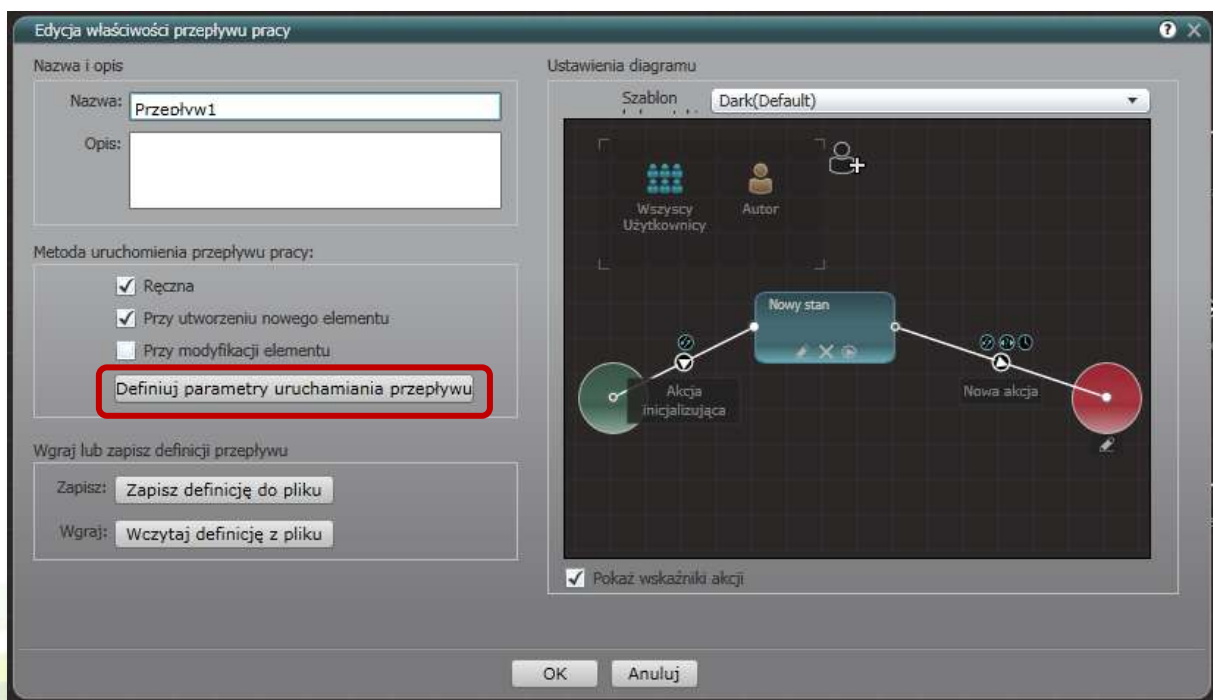 Edycja właściwości przepływu pracy
Nazwa i opis
Nazwa: Przepływ1
Opis:
Metoda uruchomienia przepływu pracy:
Ręczna
Przy utworzeniu nowego elementu
Przy modyfikacji elementu
Definiuj parametry uruchamiania przepływu
Wgraj lub zapisz definicji przepływu
Zapisz: Zapisz definicję do pliku
Wgraj: Wczytaj definicję z pliku
Ustawienia diagramu
Szablon Dark(Default)
Wszyscy
Użytkownicy
Autor
Nowy stan
Akcja
inicjalizująca
Nowa akcja
Pokaż wskaźniki akcji
OK Anuluj